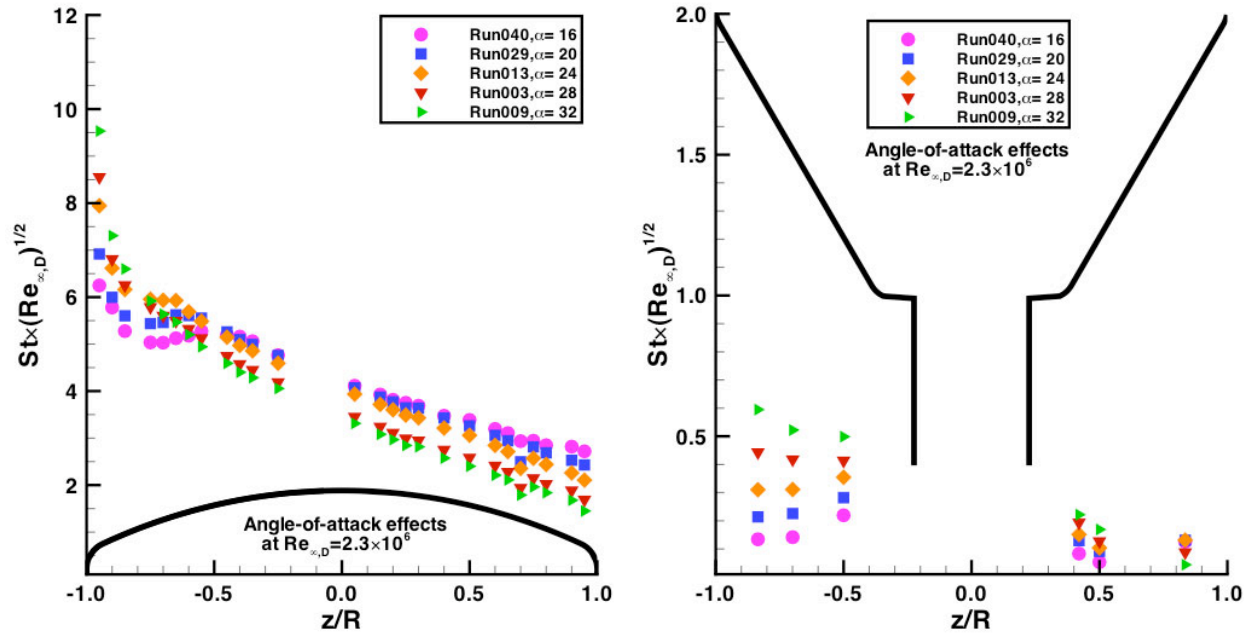 12
10
8
6
4
2
St×(Re∞,D)1/2
-1.0
-0.5
0.0
0.5
1.0
z/R
Run040,α= 16
Run029,α= 20
Run013,α= 24
Run003,α= 28
Run009,α= 32
Angle-of-attack effects
at Re∞,D=2.3×10⁶
2.0
1.5
1.0
0.5
St×(Re∞,D)1/2
-1.0
-0.5
0.0
0.5
1.0
z/R
Run040,α= 16
Run029,α= 20
Run013,α= 24
Run003,α= 28
Run009,α= 32
Angle-of-attack effects
at Re∞,D=2.3×10⁶